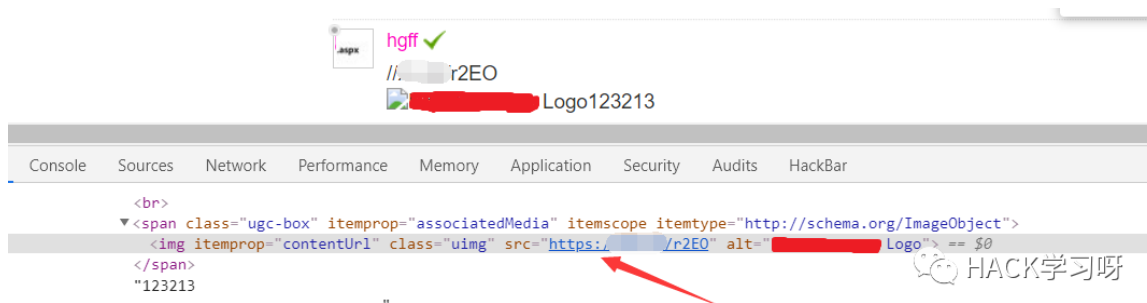 .aspx
hgff
//r2EO
Logo123213
Console Sources Network Performance Memory Application Security Audits HackBar
<br>
▼<span class="ugc-box" itemprop="associatedMedia" itemscope itemtype="http://schema.org/ImageObject">
<img itemprop="contentUrl" class="uimg" src="https:/ /r2EO" alt=" Logo"> == $0
</span>
"123213
"
HACK学习呀